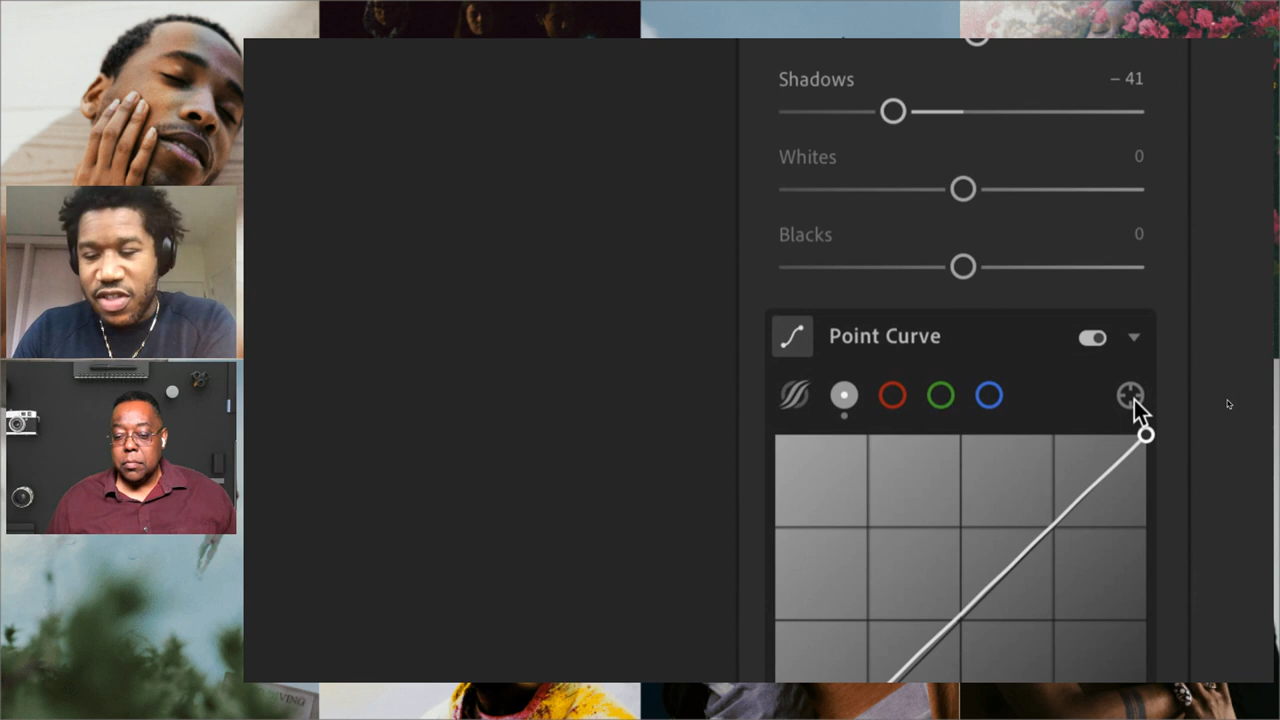 Shadows
– 41
Whites
0
Blacks
0
Point Curve